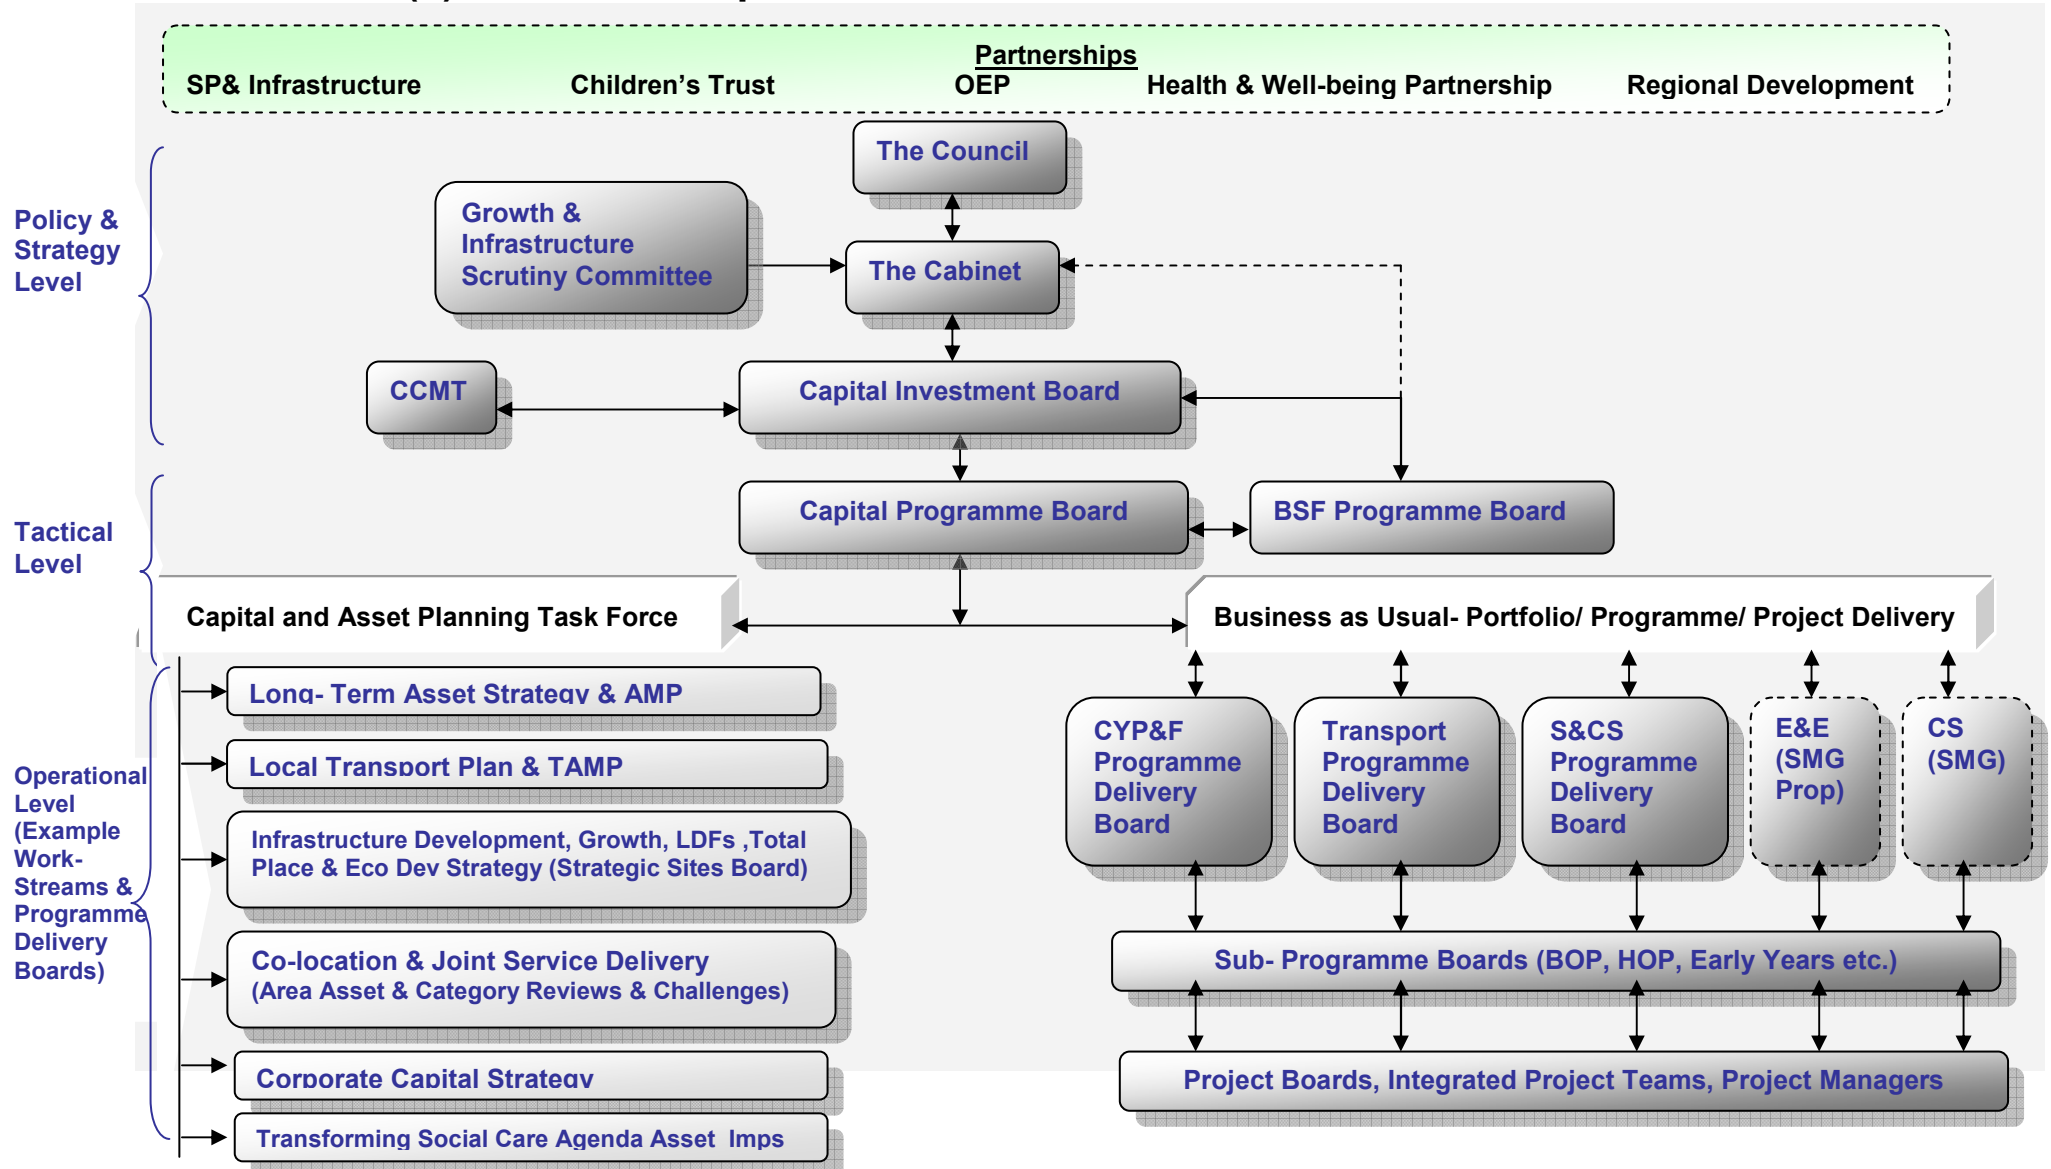 Partnerships
SP& Infrastructure Children's Trust OEP Health & Well-being Partnership Regional Development
The Council
Policy &
Strategy
Level
Growth &
Infrastructure
Scrutiny Committee
The Cabinet
CCMT
Capital Investment Board
Tactical
Level
Capital Programme Board
BSF Programme Board
Capital and Asset Planning Task Force
Business as Usual- Portfolio/ Programme/ Project Delivery
Operational
Level
(Example
Work-
Streams &
Programme
Delivery
Boards)
Long- Term Asset Strategy & AMP
Local Transport Plan & TAMP
Infrastructure Development, Growth, LDFs ,Total
Place & Eco Dev Strategy (Strategic Sites Board)
Co-location & Joint Service Delivery
(Area Asset & Category Reviews & Challenges)
Corporate Capital Strategy
Transforming Social Care Agenda Asset Imps
CYP&F
Programme
Delivery
Board
Transport
Programme
Delivery
Board
S&CS
Programme
Delivery
Board
E&E
(SMG
Prop)
CS
(SMG)
Sub- Programme Boards (BOP, HOP, Early Years etc.)
Project Boards, Integrated Project Teams, Project Managers